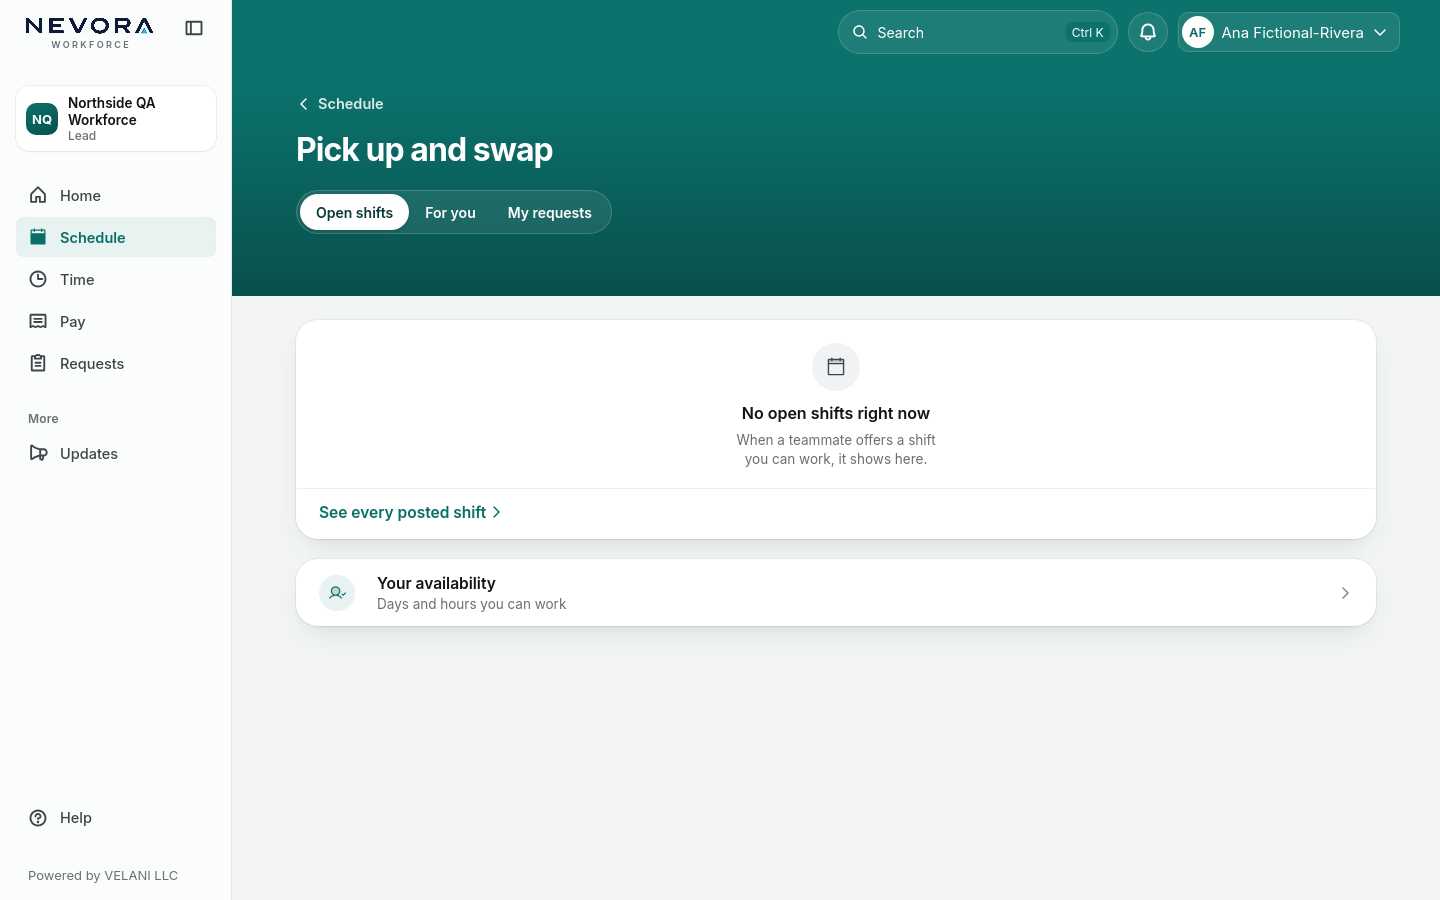 NEVORA
WORKFORCE
Search
Ctrl K
AF
Ana Fictional-Rivera
NQ
Northside QA
Workforce
Lead
Home
Schedule
Time
Pay
Requests
More
Updates
Help
Powered by VELANI LLC
Schedule
Pick up and swap
Open shifts
For you
My requests
No open shifts right now
When a teammate offers a shift
you can work, it shows here.
See every posted shift
Your availability
Days and hours you can work